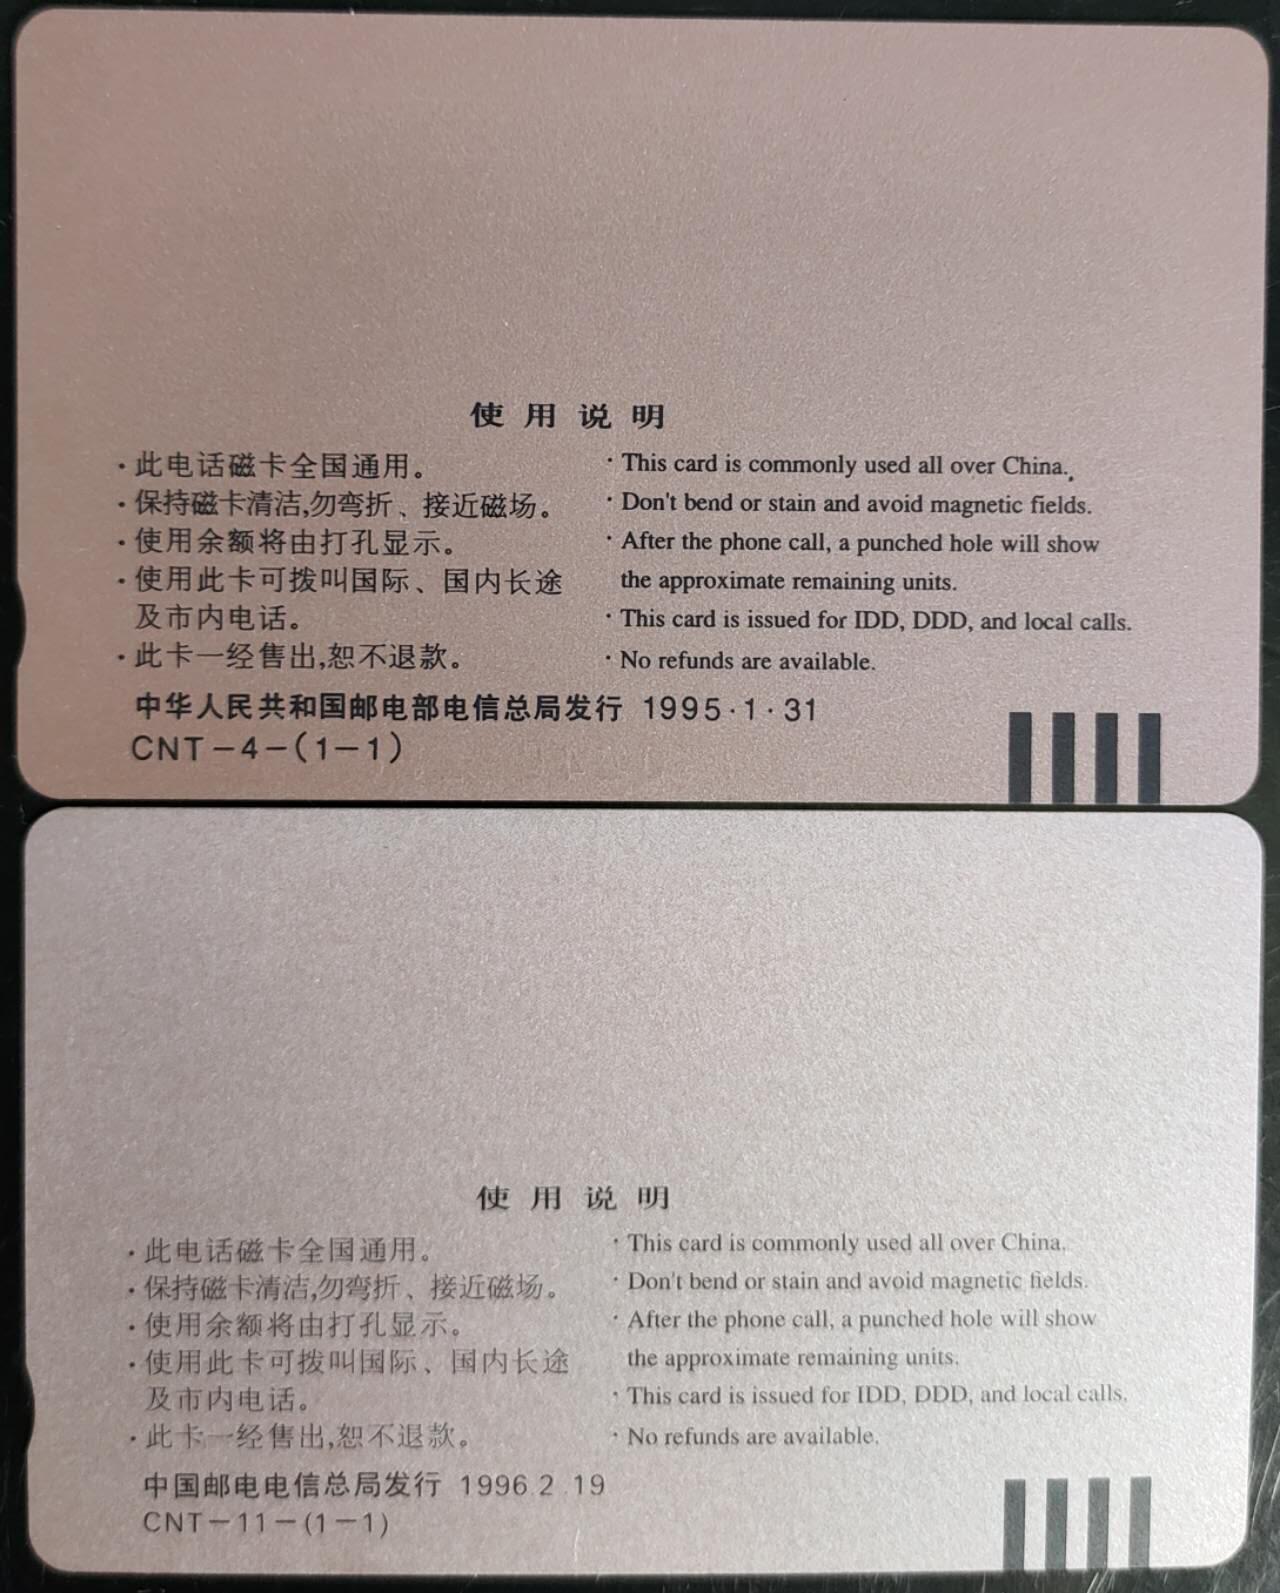 使用说明
·此电话磁卡全国通用。
·保持磁卡清洁,勿弯折、接近磁场。
·使用余额将由打孔显示。
·使用此卡可拨叫国际、国内长途
及市内电话。
·此卡一经售出,恕不退款。
·This card is commonly used all over China.
·Don't bend or stain and avoid magnetic fields.
·After the phone call, a punched hole will show
the approximate remaining units.
·This card is issued for IDD, DDD, and local calls.
·No refunds are available.
中华人民共和国邮电部电信总局发行 1995·1·31
CNT-4-(1-1)
使用说明
·此电话磁卡全国通用。
·保持磁卡清洁,勿弯折、接近磁场。
·使用余额将由打孔显示。
·使用此卡可拨叫国际、国内长途
及市内电话。
·此卡一经售出,恕不退款。
·This card is commonly used all over China.
·Don't bend or stain and avoid magnetic fields.
·After the phone call, a punched hole will show
the approximate remaining units.
·This card is issued for IDD, DDD, and local calls.
·No refunds are available.
中国邮电电信总局发行 1996.2.19
CNT-11-(1-1)